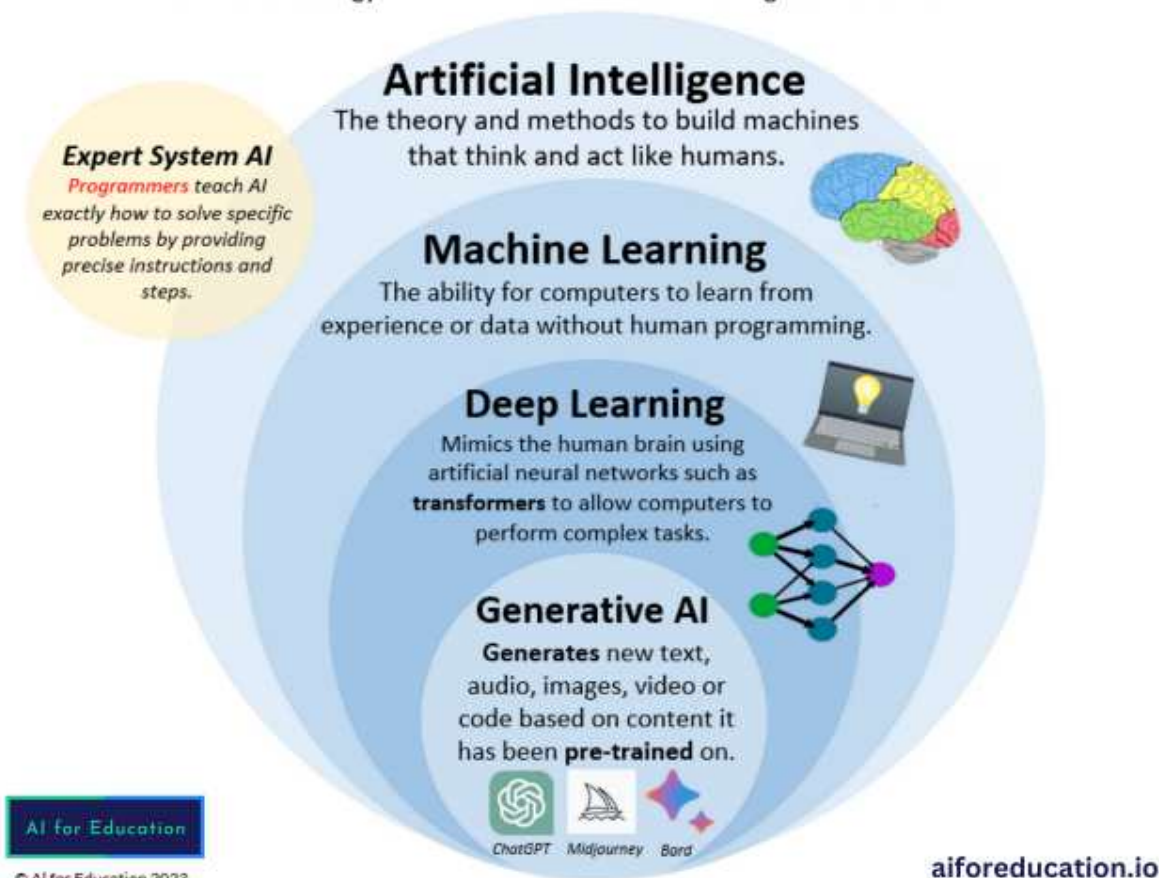 Artificial Intelligence
The theory and methods to build machines
that think and act like humans.
Expert System AI
Programmers teach AI
exactly how to solve specific
problems by providing
precise instructions and
steps.
Machine Learning
The ability for computers to learn from
experience or data without human programming.
Deep Learning
Mimics the human brain using
artificial neural networks such as
transformers to allow computers to
perform complex tasks.
Generative AI
Generates new text,
audio, images, video or
code based on content it
has been pre-trained on.
ChatGPT Midjourney Bard
AI for Education
© AI for Education 2023
aiforeducation.io